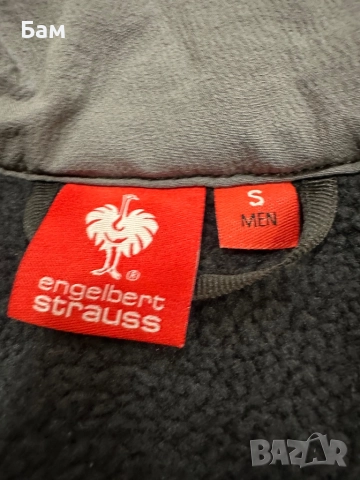 Бам
engelbert
strauss
®
S
MEN
BAZAR